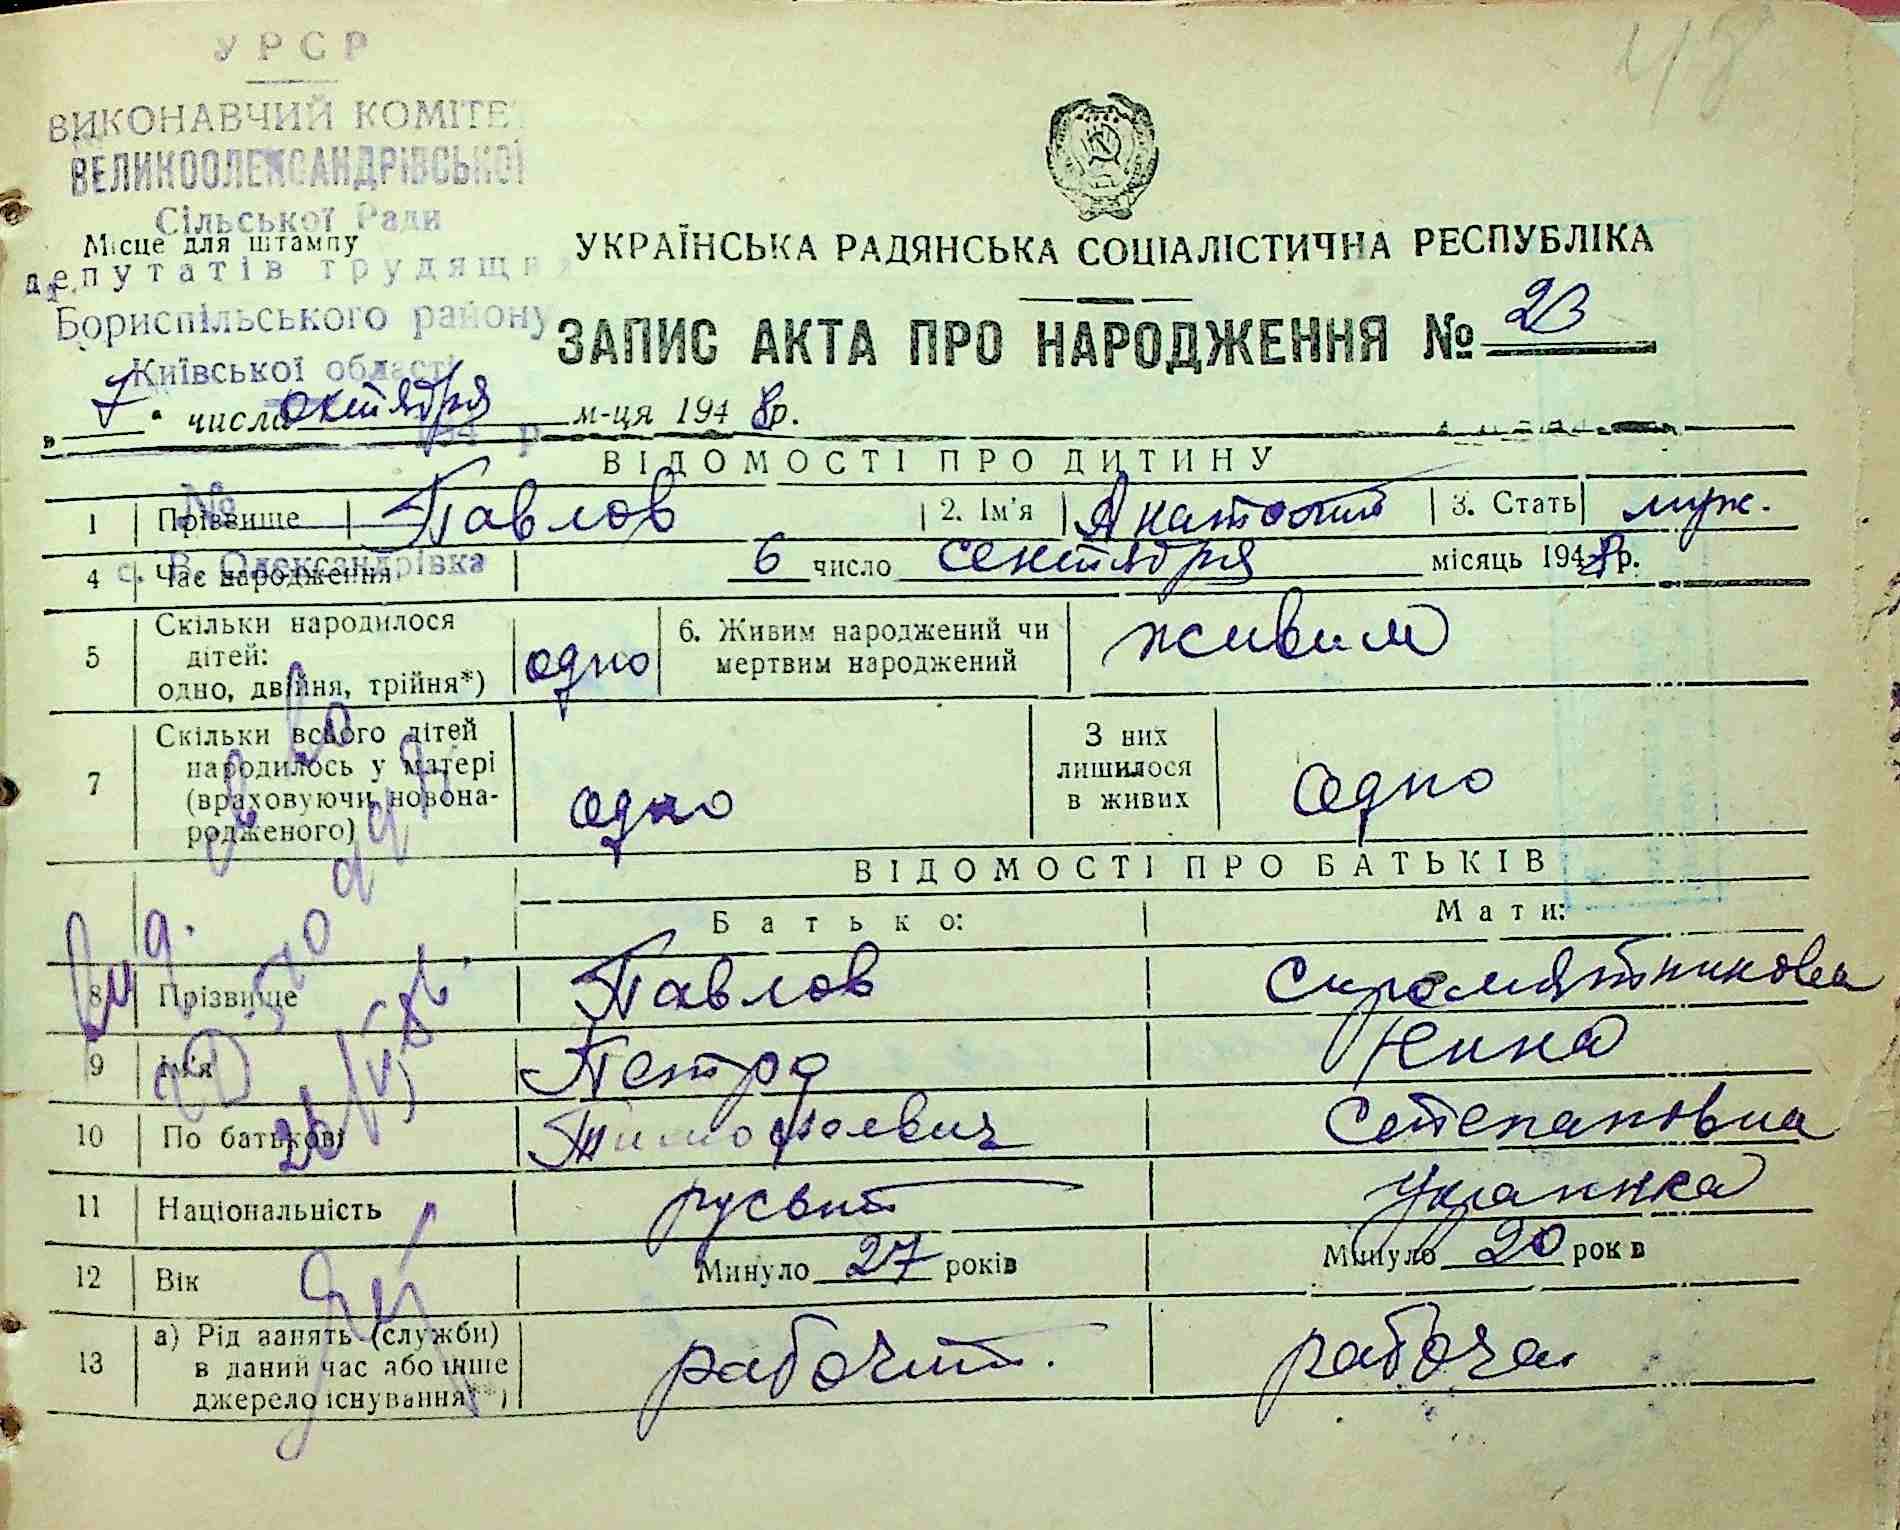 48
УРСР
ВИКОНАВЧИЙ КОМІТЕ
ВЕЛИКООЛЕКСАНДРІВСЬКОЇ
Сільської Ради
Місце для штампу
депутатів трудящих
Бориспільського району
Київської області
194 р
№
с. В. Олександрівка
УКРАЇНСЬКА РАДЯНСЬКА СОЦІАЛІСТИЧНА РЕСПУБЛІКА
ЗАПИС АКТА ПРО НАРОДЖЕННЯ № 23
„ 7 “ числа октября м-ця 1948 р.
ВІДОМОСТІ ПРО ДИТИНУ
1 Прізвище Павлов 2. Ім'я Анатолий 3. Стать муж.
4 Час народження 6 число сентября місяць 1948 р.
5 Скільки народилося дітей: одно, двійня, трійня*) одно 6. Живим народжений чи мертвим народжений живим
7 Скільки всього дітей народилось у матері (враховуючи новонародженого) одно З них лишилося в живих одно
ВІДОМОСТІ ПРО БАТЬКІВ
Батько: Мати:
8 Прізвище Павлов Сыромятникова
9 Ім'я Петро Нина
10 По батькові Тимофеевич Степановна
11 Національність русский Украинка
12 Вік Минуло 27 років Минуло 20 рок в
13 а) Рід занять (служби) в даний час або інше джерело існування**) рабочий. рабочая